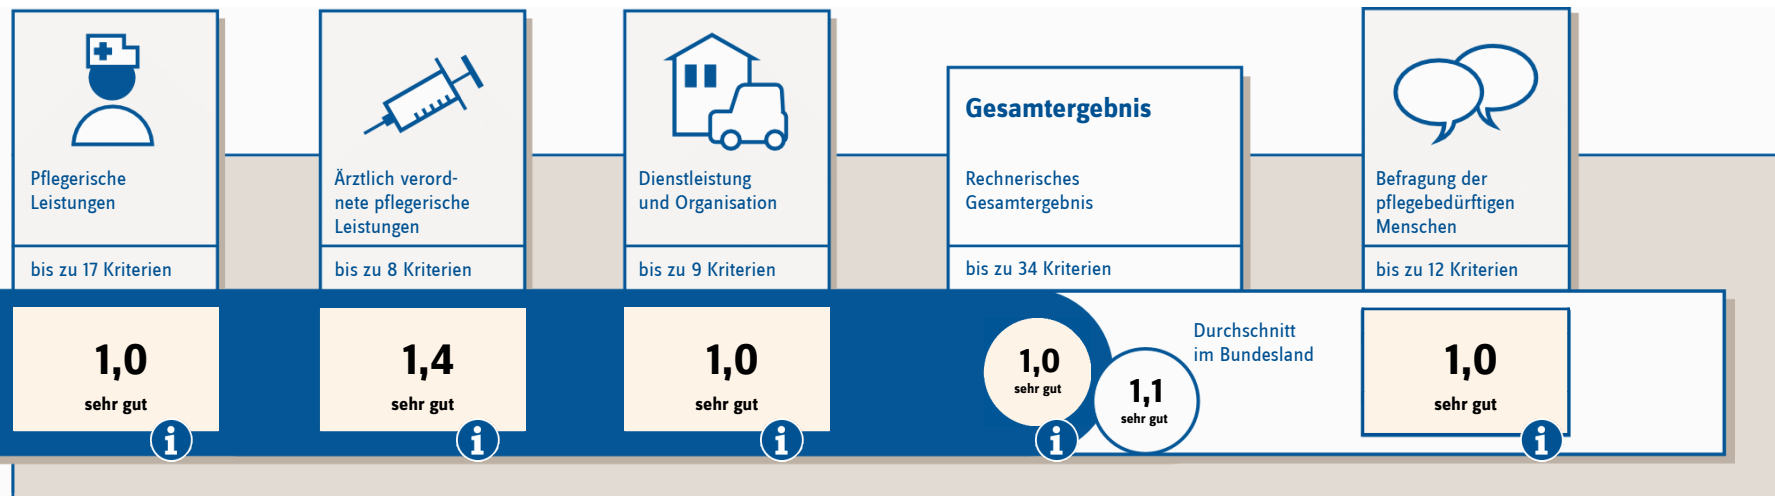 Pflegerische
Leistungen
bis zu 17 Kriterien
1,0
sehr gut
i
Ärztlich verord-
nete pflegerische
Leistungen
bis zu 8 Kriterien
1,4
sehr gut
i
Dienstleistung
und Organisation
bis zu 9 Kriterien
1,0
sehr gut
i
Gesamtergebnis
Rechnerisches
Gesamtergebnis
bis zu 34 Kriterien
1,0
sehr gut
i
1,1
sehr gut
Durchschnitt
im Bundesland
Befragung der
pflegebedürftigen
Menschen
bis zu 12 Kriterien
1,0
sehr gut
i